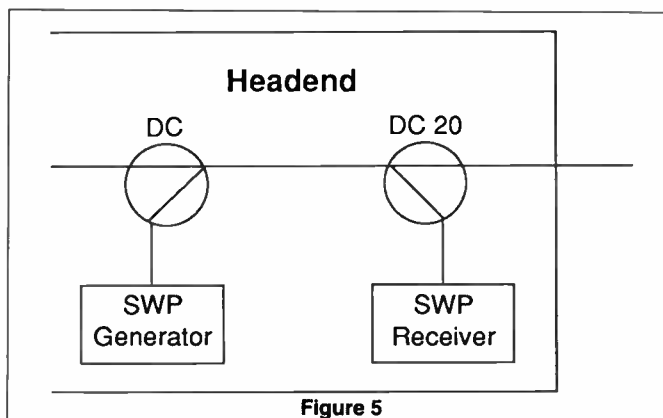 Headend
DC
DC 20
SWP
Generator
SWP
Receiver
Figure 5